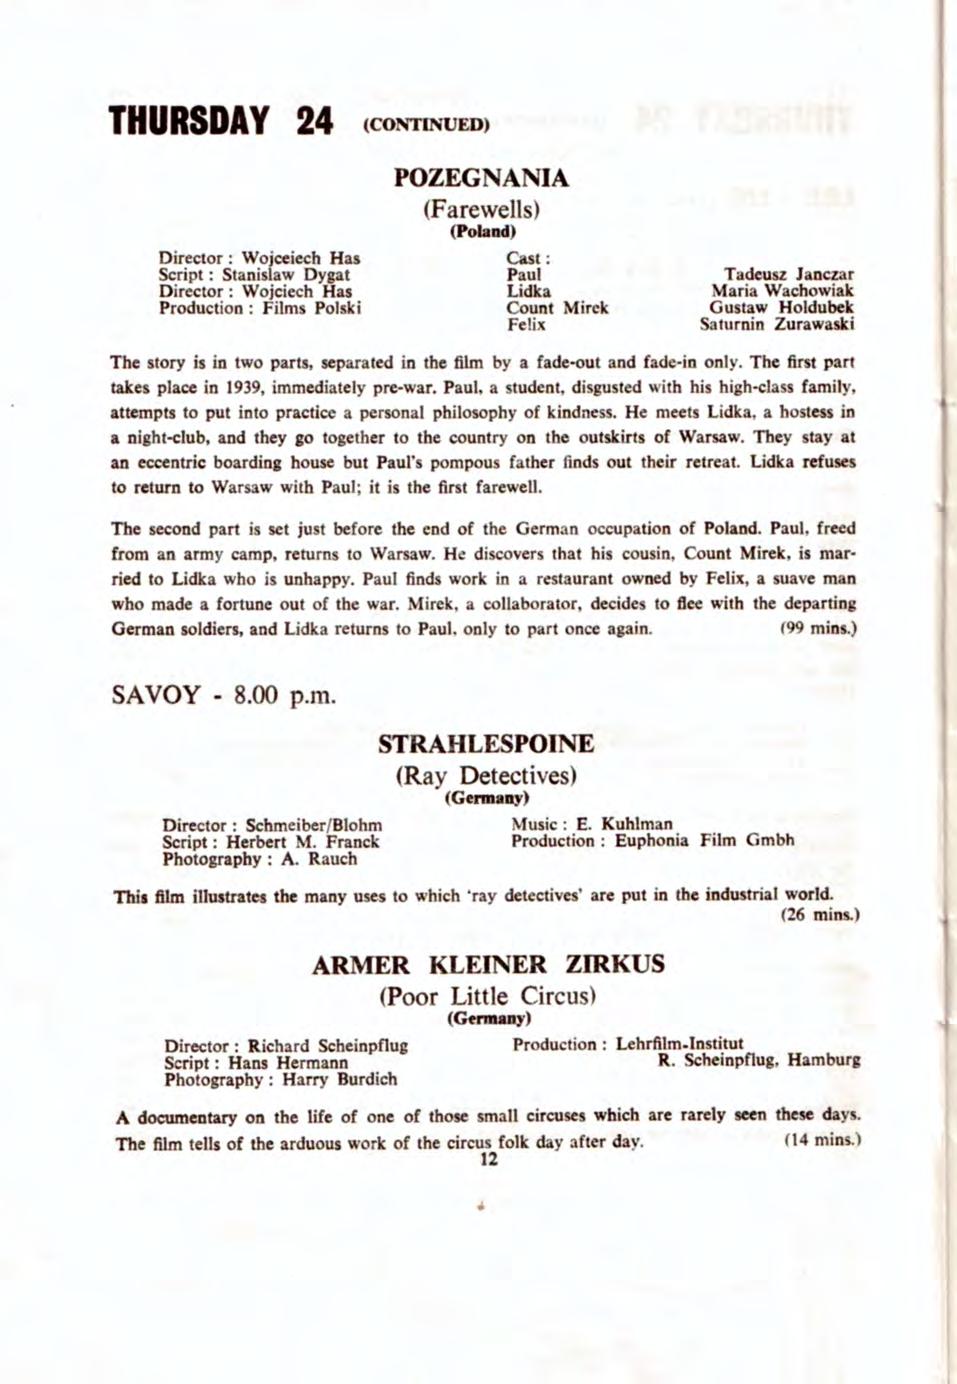 THURSDAY 24 (CONTINUED)
POZEGNANIA
(Farewells)
(Poland)
Director : Wojceiech Has
Script : Stanislaw Dygat
Director : Wojciech Has
Production : Films Polski
Cast :
Paul Tadeusz Janczar
Lidka Maria Wachowiak
Count Mirek Gustaw Holdubek
Felix Saturnin Zurawaski
The story is in two parts, separated in the film by a fade-out and fade-in only. The first part
takes place in 1939, immediately pre-war. Paul, a student, disgusted with his high-class family,
attempts to put into practice a personal philosophy of kindness. He meets Lidka, a hostess in
a night-club, and they go together to the country on the outskirts of Warsaw. They stay at
an eccentric boarding house but Paul's pompous father finds out their retreat. Lidka refuses
to return to Warsaw with Paul; it is the first farewell.
The second part is set just before the end of the German occupation of Poland. Paul, freed
from an army camp, returns to Warsaw. He discovers that his cousin, Count Mirek, is mar-
ried to Lidka who is unhappy. Paul finds work in a restaurant owned by Felix, a suave man
who made a fortune out of the war. Mirek, a collaborator, decides to flee with the departing
German soldiers, and Lidka returns to Paul, only to part once again. (99 mins.)
SAVOY - 8.00 p.m.
STRAHLESPOINE
(Ray Detectives)
(Germany)
Director : Schmeiber/Blohm
Script : Herbert M. Franck
Photography : A. Rauch
Music : E. Kuhlman
Production : Euphonia Film Gmbh
This film illustrates the many uses to which 'ray detectives' are put in the industrial world.
(26 mins.)
ARMER KLEINER ZIRKUS
(Poor Little Circus)
(Germany)
Director : Richard Scheinpflug
Script : Hans Hermann
Photography : Harry Burdich
Production : Lehrfilm-Institut
R. Scheinpflug, Hamburg
A documentary on the life of one of those small circuses which are rarely seen these days.
The film tells of the arduous work of the circus folk day after day. (14 mins.)
12